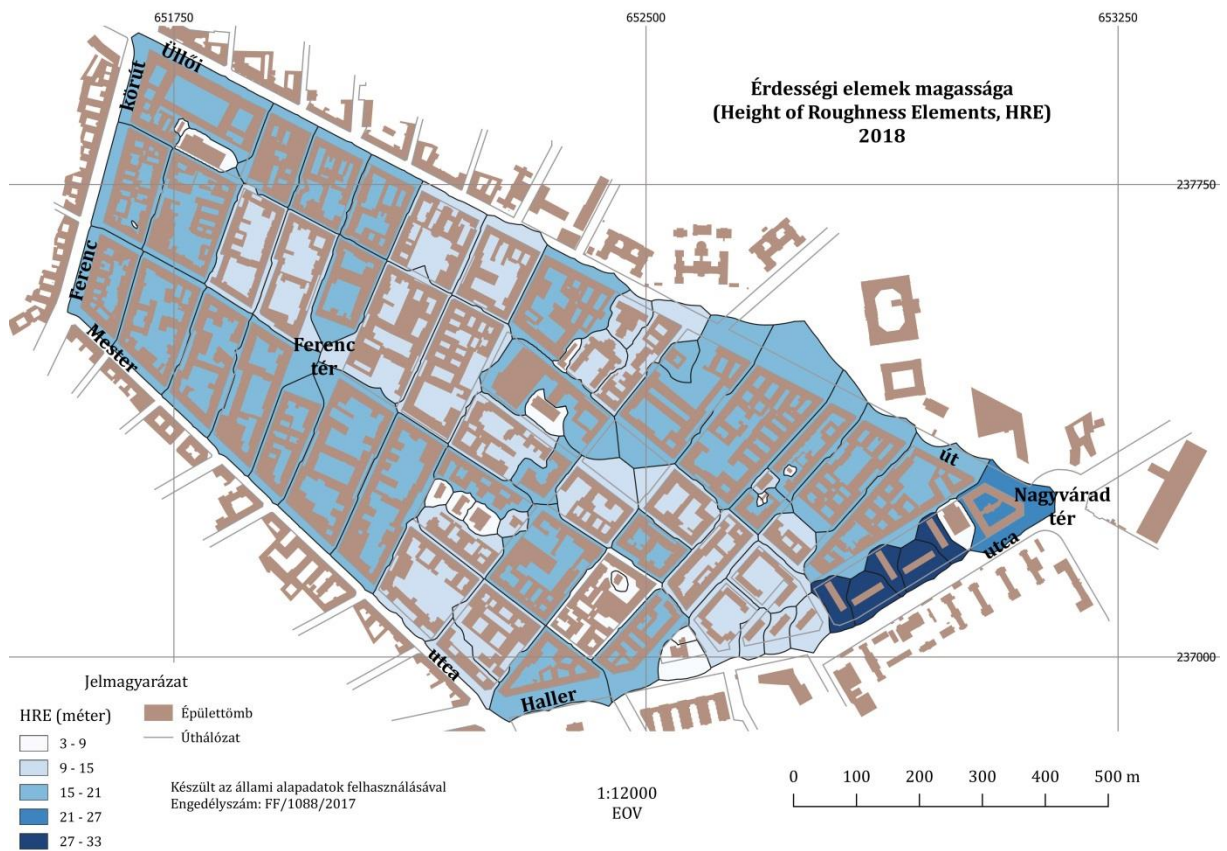 651750
652500
653250
Érdességi elemek magassága
(Height of Roughness Elements, HRE)
2018
237750
237000
Üllői
körút
Ferenc
Mester
Ferenc
tér
út
Nagyvárad
tér
utca
utca
Haller
Jelmagyarázat
HRE (méter)
3 - 9
9 - 15
15 - 21
21 - 27
27 - 33
Épülettömb
Úthálózat
Készült az állami alapadatok felhasználásával
Engedélyszám: FF/1088/2017
1:12000
EOV
0 100 200 300 400 500 m